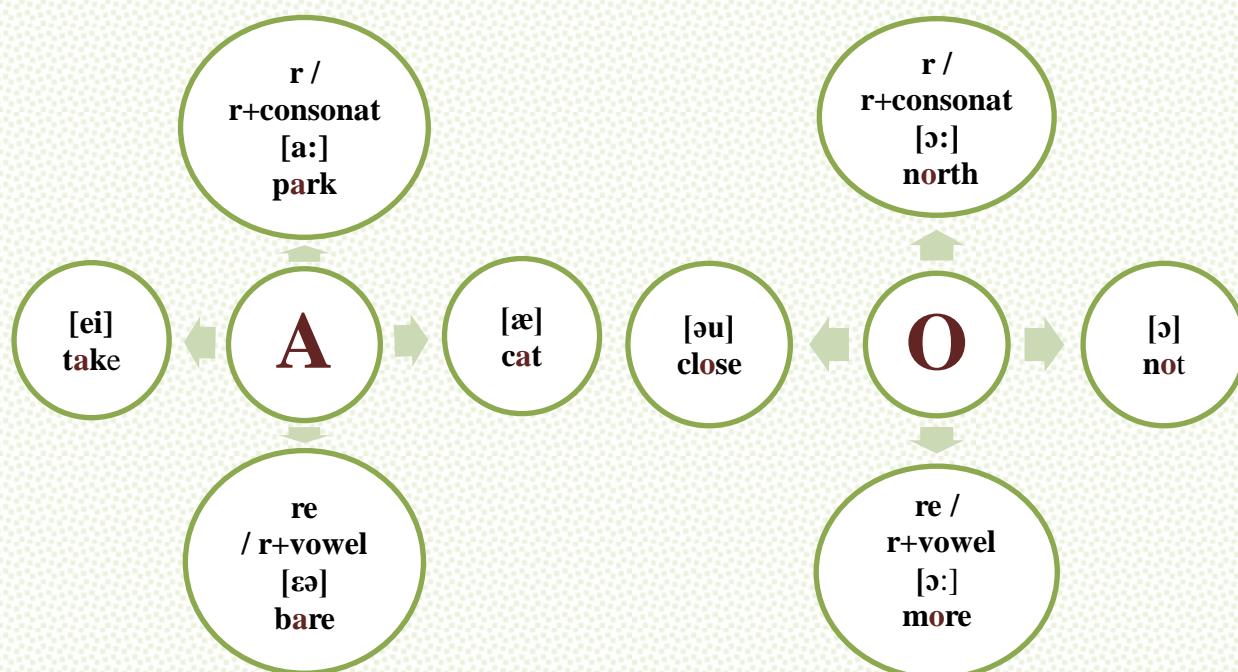 r /
r+consonat
[a:]
park
[ei]
take
A
[æ]
cat
re
/ r+vowel
[ɛə]
bare
r /
r+consonat
[ɔ:]
north
[əu]
close
O
[ɔ]
not
re /
r+vowel
[ɔ:]
more